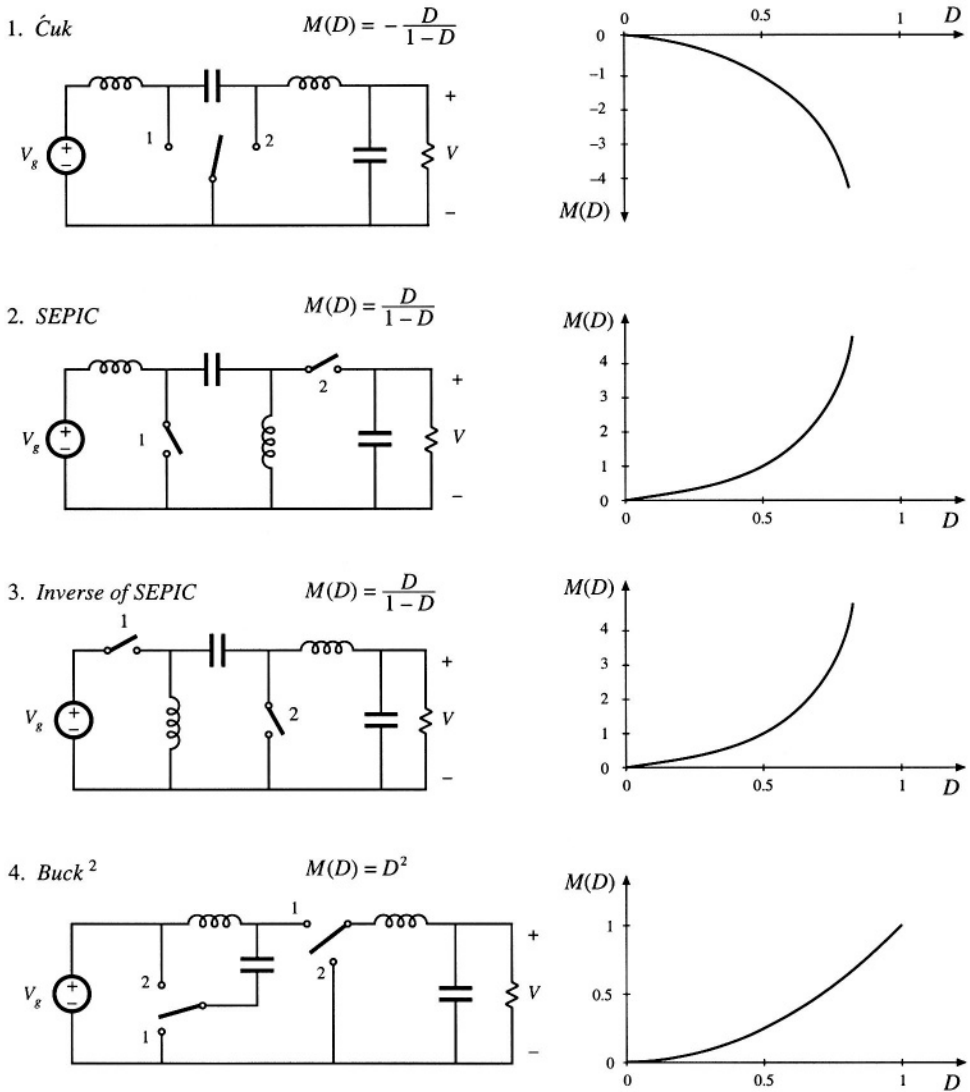 1. Ćuk
M(D) = − D / (1 − D)
1
2
V_g
+
−
+
V
−
0 0.5 1 D
0
−1
−2
−3
−4
M(D)
2. SEPIC
M(D) = D / (1 − D)
2
1
V_g
+
−
+
V
−
M(D)
4
3
2
1
0
0 0.5 1 D
3. Inverse of SEPIC
M(D) = D / (1 − D)
1
2
V_g
+
−
+
V
−
M(D)
4
3
2
1
0
0 0.5 1 D
4. Buck²
M(D) = D²
1
2
2
1
V_g
+
−
+
V
−
M(D)
1
0.5
0
0 0.5 1 D